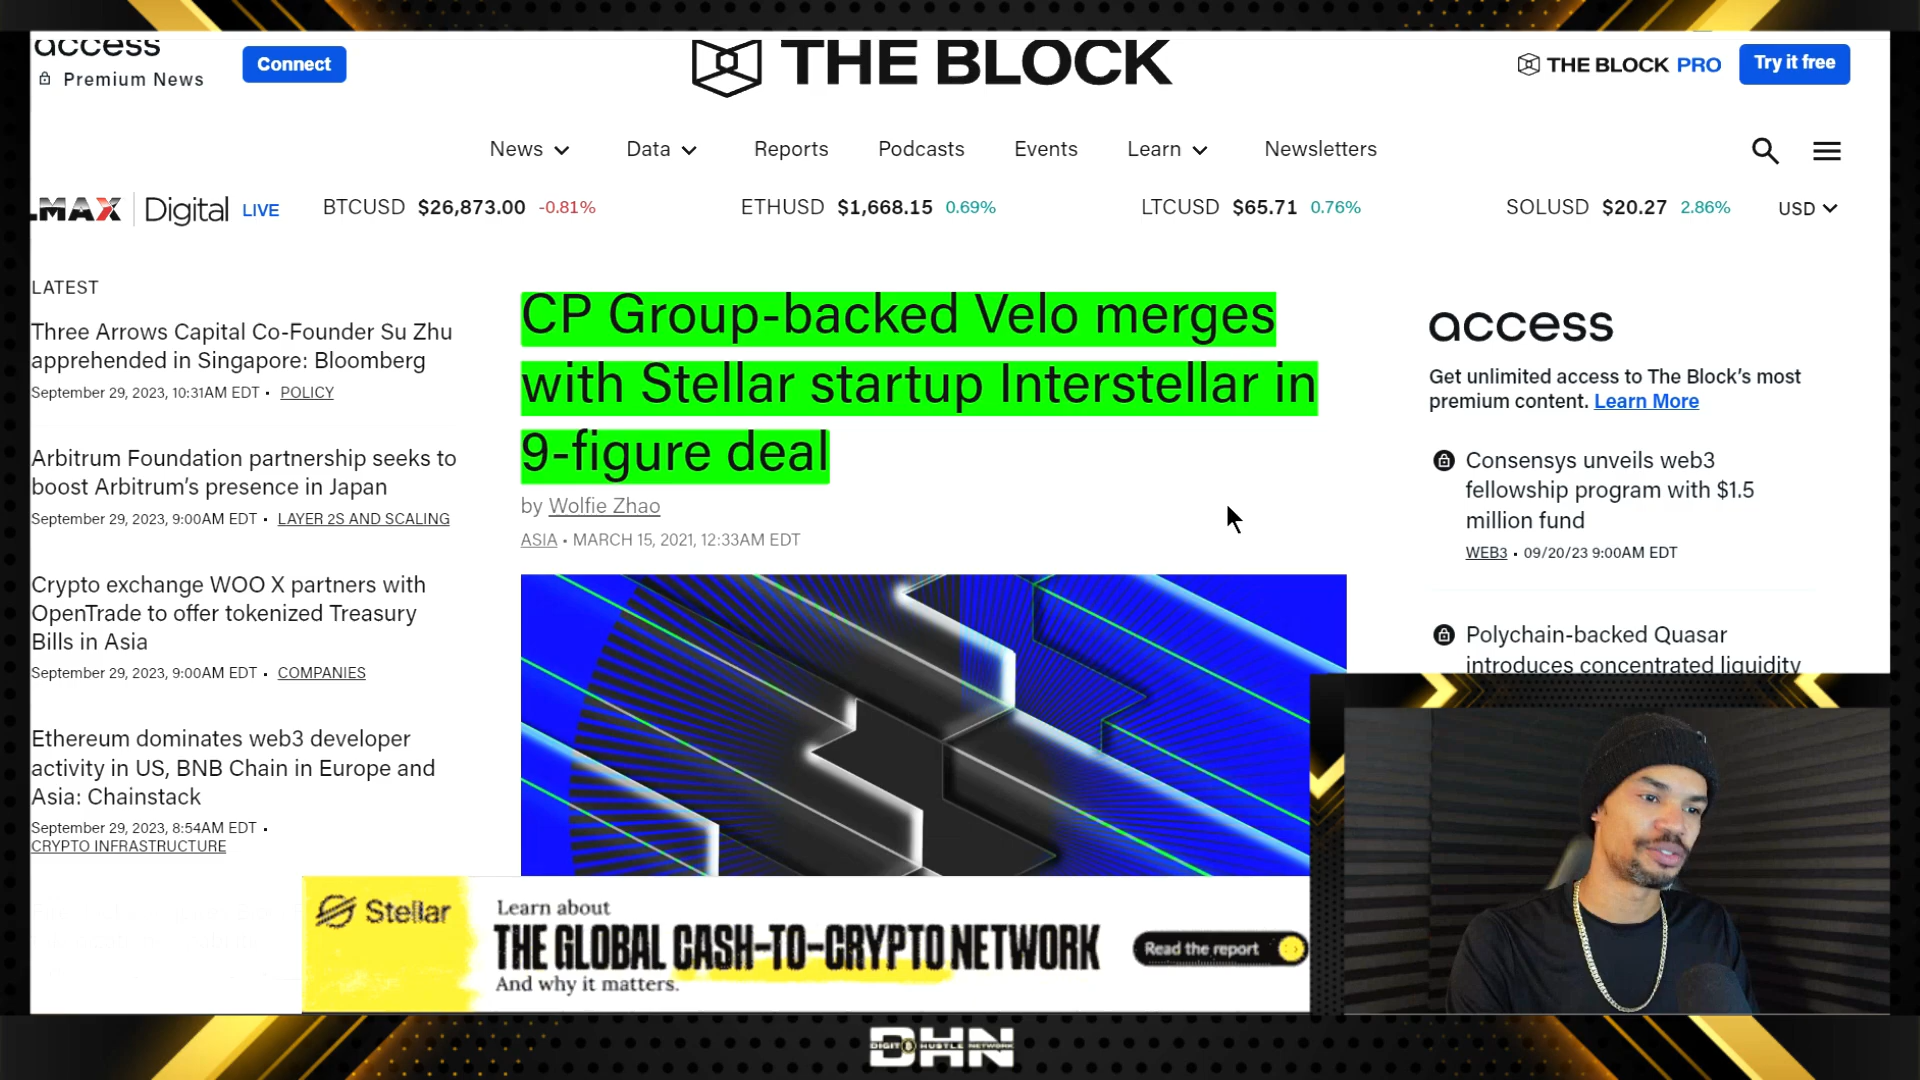 access
Premium News
Connect
THE BLOCK
THE BLOCK PRO
Try it free
News
Data
Reports
Podcasts
Events
Learn
Newsletters
LMAX Digital LIVE
BTCUSD $26,873.00 -0.81%
ETHUSD $1,668.15 0.69%
LTCUSD $65.71 0.76%
SOLUSD $20.27 2.86%
USD
LATEST
Three Arrows Capital Co-Founder Su Zhu
apprehended in Singapore: Bloomberg
September 29, 2023, 10:31AM EDT • POLICY
Arbitrum Foundation partnership seeks to
boost Arbitrum's presence in Japan
September 29, 2023, 9:00AM EDT • LAYER 2S AND SCALING
Crypto exchange WOO X partners with
OpenTrade to offer tokenized Treasury
Bills in Asia
September 29, 2023, 9:00AM EDT • COMPANIES
Ethereum dominates web3 developer
activity in US, BNB Chain in Europe and
Asia: Chainstack
September 29, 2023, 8:54AM EDT •
CRYPTO INFRASTRUCTURE
CP Group-backed Velo merges
with Stellar startup Interstellar in
9-figure deal
by Wolfie Zhao
ASIA • MARCH 15, 2021, 12:33AM EDT
access
Get unlimited access to The Block's most
premium content. Learn More
Consensys unveils web3
fellowship program with $1.5
million fund
WEB3 • 09/20/23 9:00AM EDT
Polychain-backed Quasar
introduces concentrated liquidity
Stellar
Learn about
THE GLOBAL CASH-TO-CRYPTO NETWORK
And why it matters.
Read the report
DHN
DIGIT HUSTLE NETWORK